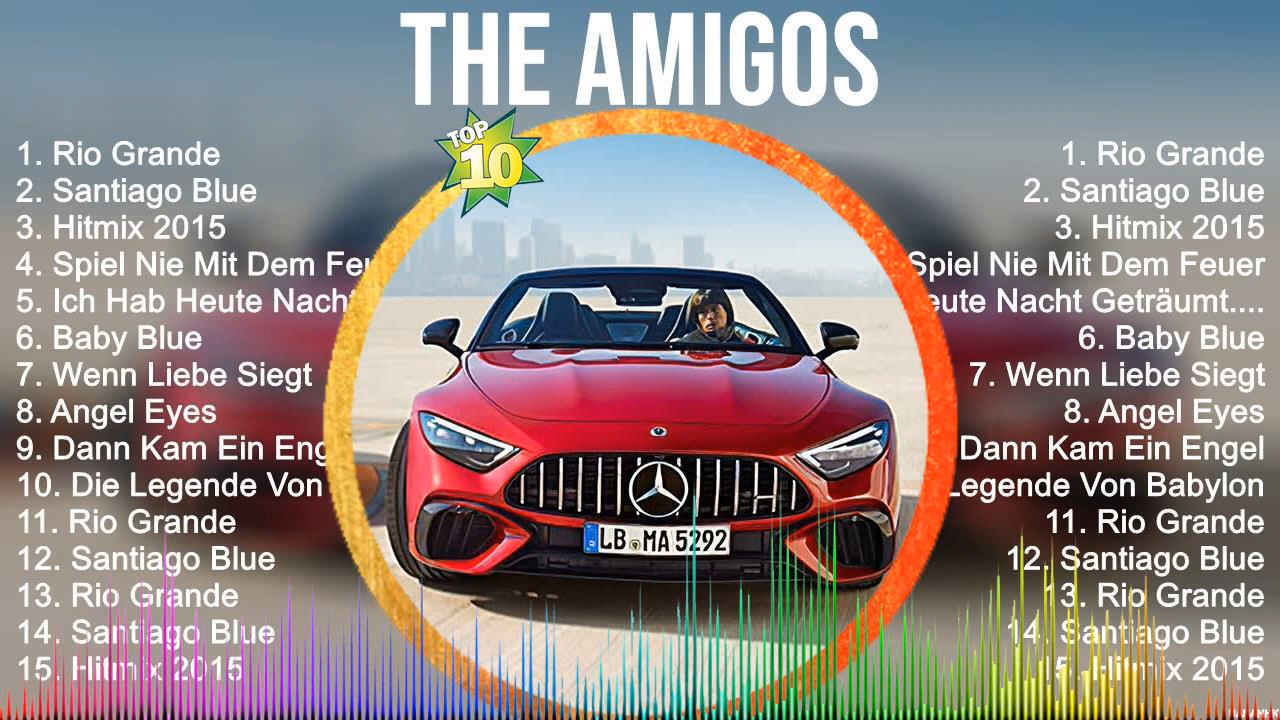 THE AMIGOS
TOP
10
1. Rio Grande
2. Santiago Blue
3. Hitmix 2015
4. Spiel Nie Mit Dem Feu
5. Ich Hab Heute Nacht
6. Baby Blue
7. Wenn Liebe Siegt
8. Angel Eyes
9. Dann Kam Ein Eng
10. Die Legende Von
11. Rio Grande
12. Santiago Blue
13. Rio Grande
14. Santiago Blue
15. Hitmix 2015
LB MA 5292
1. Rio Grande
2. Santiago Blue
3. Hitmix 2015
Spiel Nie Mit Dem Feuer
eute Nacht Geträumt....
6. Baby Blue
7. Wenn Liebe Siegt
8. Angel Eyes
Dann Kam Ein Engel
Legende Von Babylon
11. Rio Grande
12. Santiago Blue
13. Rio Grande
14. Santiago Blue
15. Hitmix 2015